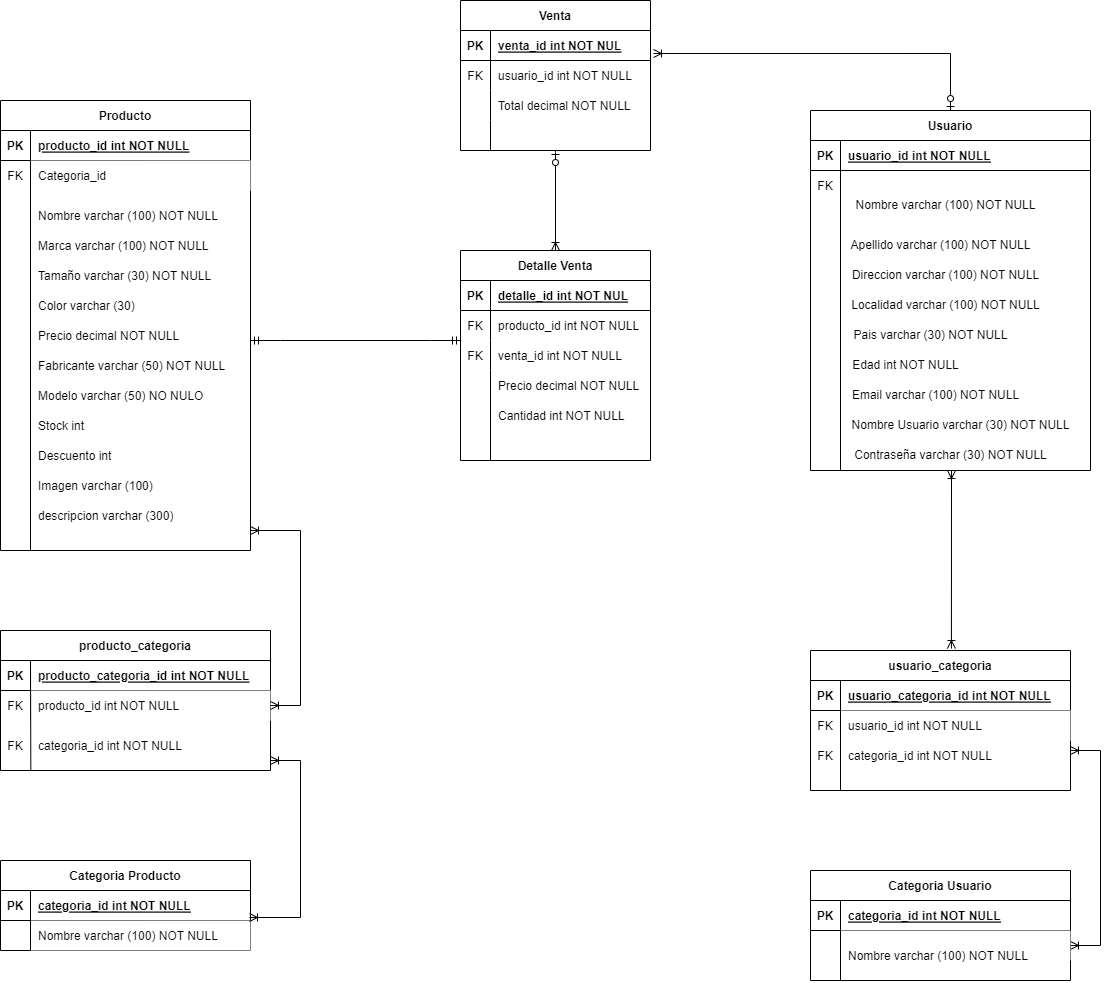 Venta
PK venta_id int NOT NUL
FK usuario_id int NOT NULL
Total decimal NOT NULL
Producto
PK producto_id int NOT NULL
FK Categoria_id
Nombre varchar (100) NOT NULL
Marca varchar (100) NOT NULL
Tamaño varchar (30) NOT NULL
Color varchar (30)
Precio decimal NOT NULL
Fabricante varchar (50) NOT NULL
Modelo varchar (50) NO NULO
Stock int
Descuento int
Imagen varchar (100)
descripcion varchar (300)
Usuario
PK usuario_id int NOT NULL
FK
Nombre varchar (100) NOT NULL
Apellido varchar (100) NOT NULL
Direccion varchar (100) NOT NULL
Localidad varchar (100) NOT NULL
Pais varchar (30) NOT NULL
Edad int NOT NULL
Email varchar (100) NOT NULL
Nombre Usuario varchar (30) NOT NULL
Contraseña varchar (30) NOT NULL
Detalle Venta
PK detalle_id int NOT NUL
FK producto_id int NOT NULL
FK venta_id int NOT NULL
Precio decimal NOT NULL
Cantidad int NOT NULL
producto_categoria
PK producto_categoria_id int NOT NULL
FK producto_id int NOT NULL
FK categoria_id int NOT NULL
usuario_categoria
PK usuario_categoria_id int NOT NULL
FK usuario_id int NOT NULL
FK categoria_id int NOT NULL
Categoria Producto
PK categoria_id int NOT NULL
Nombre varchar (100) NOT NULL
Categoria Usuario
PK categoria_id int NOT NULL
Nombre varchar (100) NOT NULL